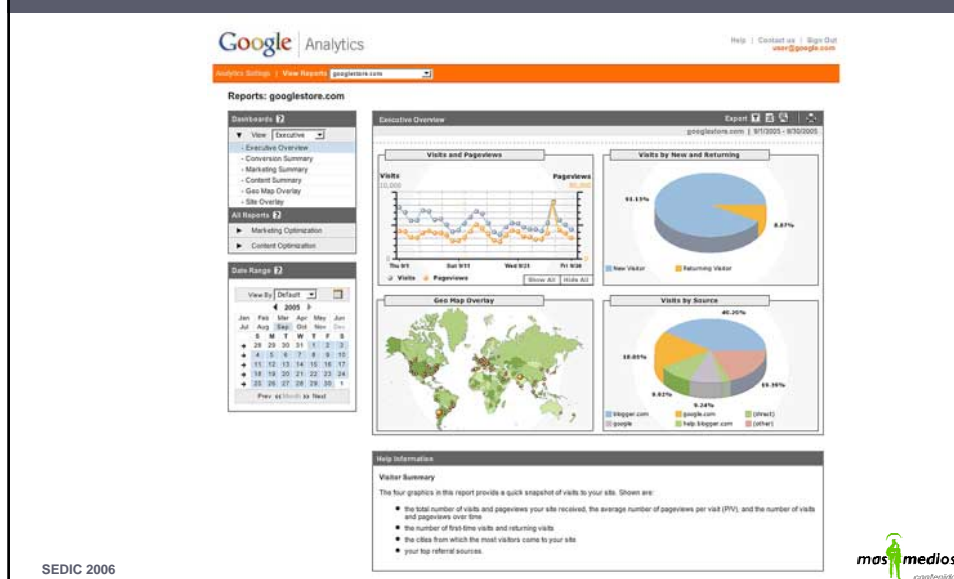 Google Analytics
Help | Contact us | Sign Out
user@google.com
Analytics Settings | View Reports googlestore.com
Reports: googlestore.com
Dashboards
View Executive
- Executive Overview
- Conversion Summary
- Marketing Summary
- Content Summary
- Geo Map Overlay
- Site Overlay
All Reports
Marketing Optimization
Content Optimization
Date Range
View By Default
2005
Jan Feb Mar Apr May Jun
Jul Aug Sep Oct Nov Dec
S M T W T F S
28 29 30 31 1 2 3
4 5 6 7 8 9 10
11 12 13 14 15 16 17
18 19 20 21 22 23 24
25 26 27 28 29 30 1
Prev << Month >> Next
Executive Overview
Export
googlestore.com | 9/1/2005 - 9/30/2005
Visits and Pageviews
Visits
Pageviews
10,000
0
0
Thu 9/1 Sun 9/11 Wed 9/21 Fri 9/30
Visits Pageviews
Show All Hide All
Visits by New and Returning
91.13%
8.87%
New Visitor Returning Visitor
Geo Map Overlay
Visits by Source
40.20%
9.24%
blogger.com google.com (direct)
google help.blogger.com (other)
Help Information
Visitor Summary
The four graphics in this report provide a quick snapshot of visits to your site. Shown are:
● the total number of visits and pageviews your site received, the average number of pageviews per visit (P/V), and the number of visits
and pageviews over time
● the number of first-time visits and returning visits
● the cities from which the most visitors come to your site
● your top referral sources.
SEDIC 2006
mas medios